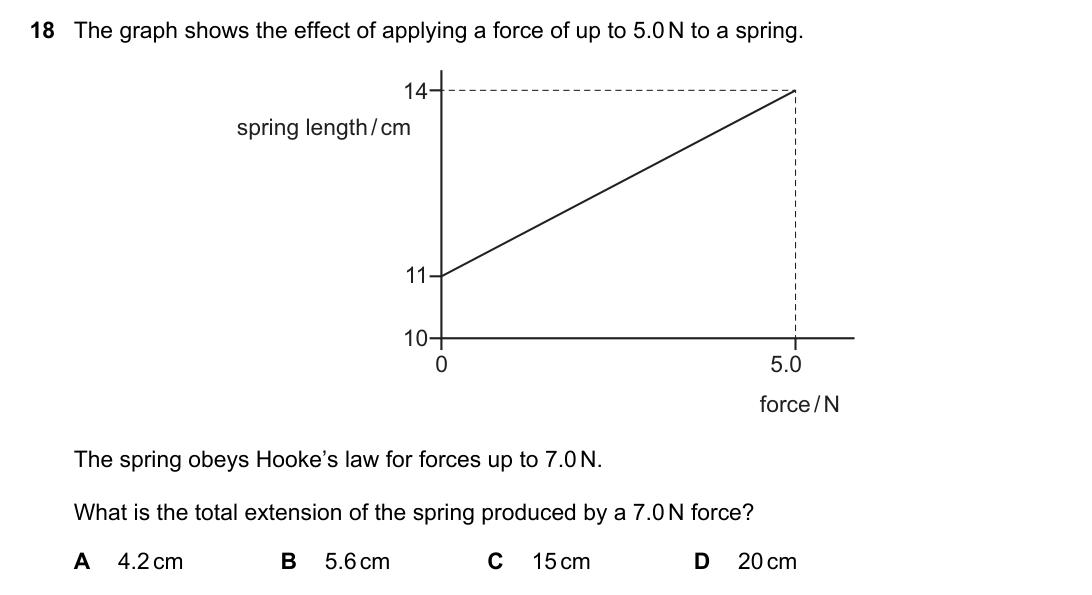 18 The graph shows the effect of applying a force of up to 5.0 N to a spring.
14
spring length / cm
11
10
0 5.0
force / N
The spring obeys Hooke’s law for forces up to 7.0 N.
What is the total extension of the spring produced by a 7.0 N force?
A 4.2 cm B 5.6 cm C 15 cm D 20 cm